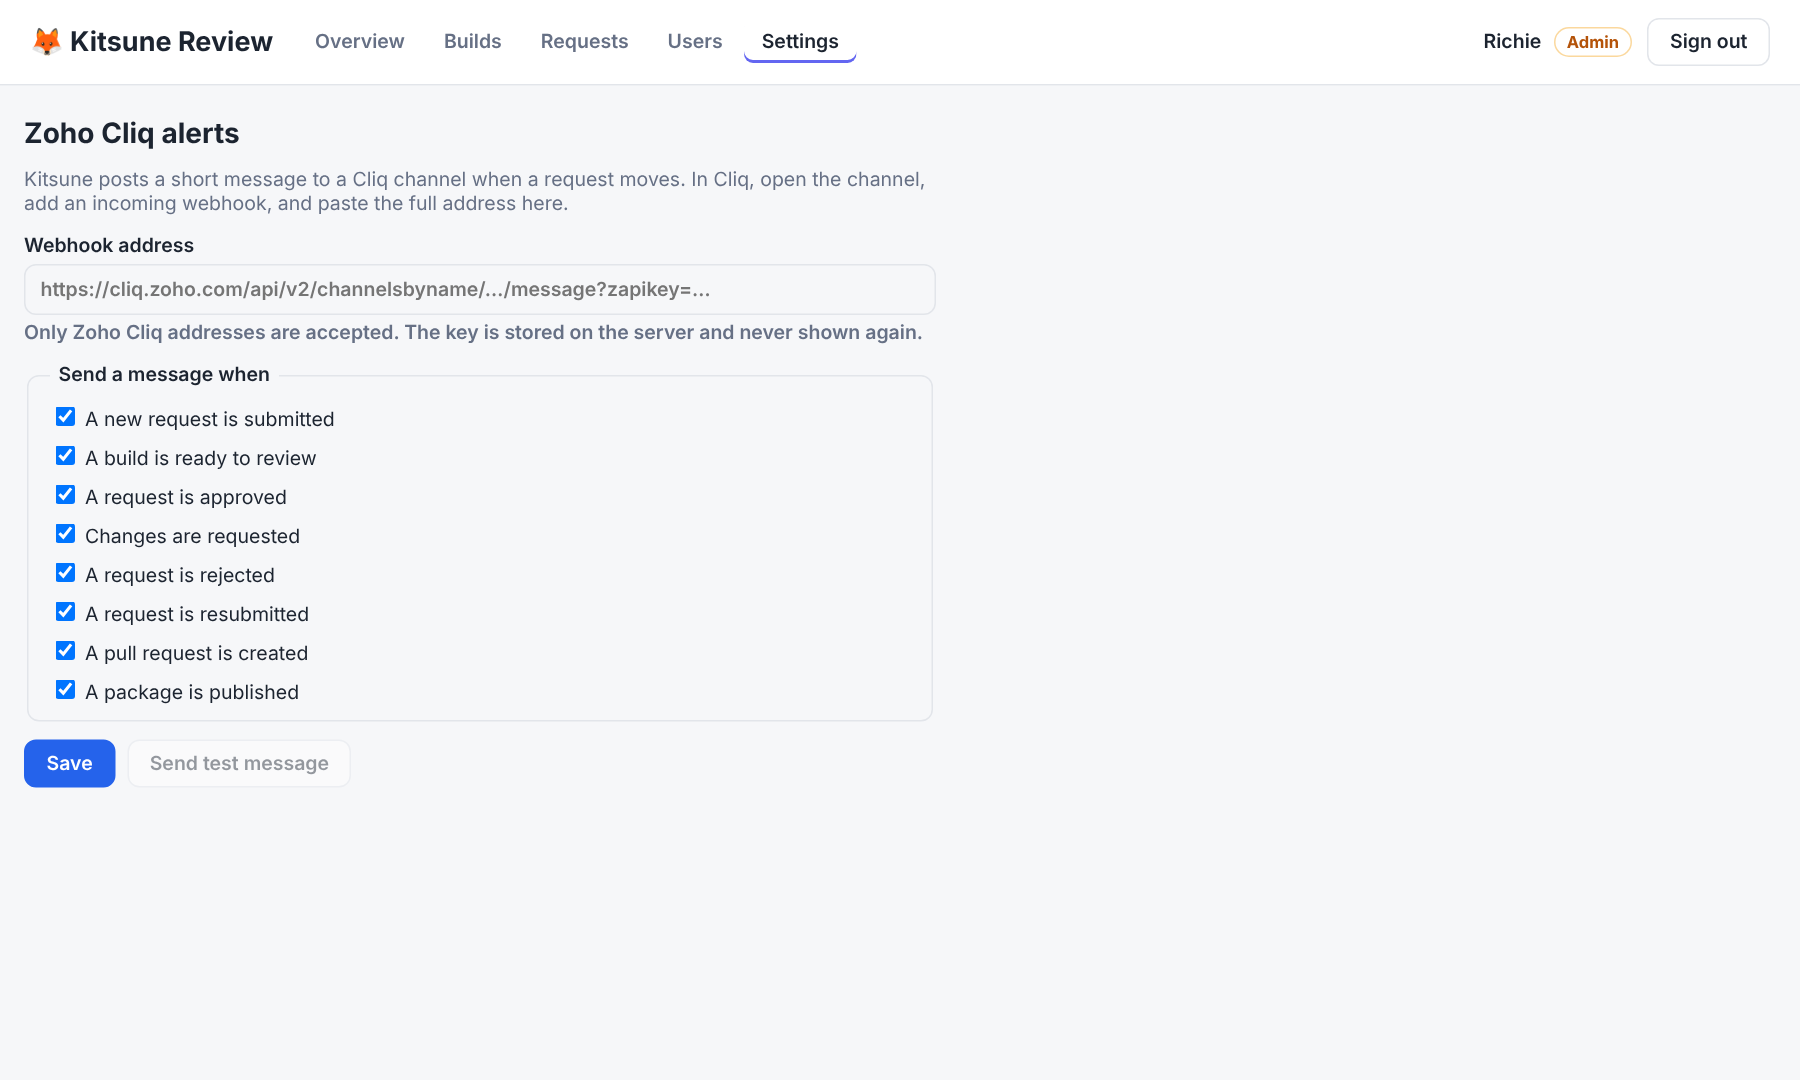 Kitsune Review
Overview
Builds
Requests
Users
Settings
Richie
Admin
Sign out
Zoho Cliq alerts
Kitsune posts a short message to a Cliq channel when a request moves. In Cliq, open the channel,
add an incoming webhook, and paste the full address here.
Webhook address
https://cliq.zoho.com/api/v2/channelsbyname/.../message?zapikey=...
Only Zoho Cliq addresses are accepted. The key is stored on the server and never shown again.
Send a message when
A new request is submitted
A build is ready to review
A request is approved
Changes are requested
A request is rejected
A request is resubmitted
A pull request is created
A package is published
Save
Send test message